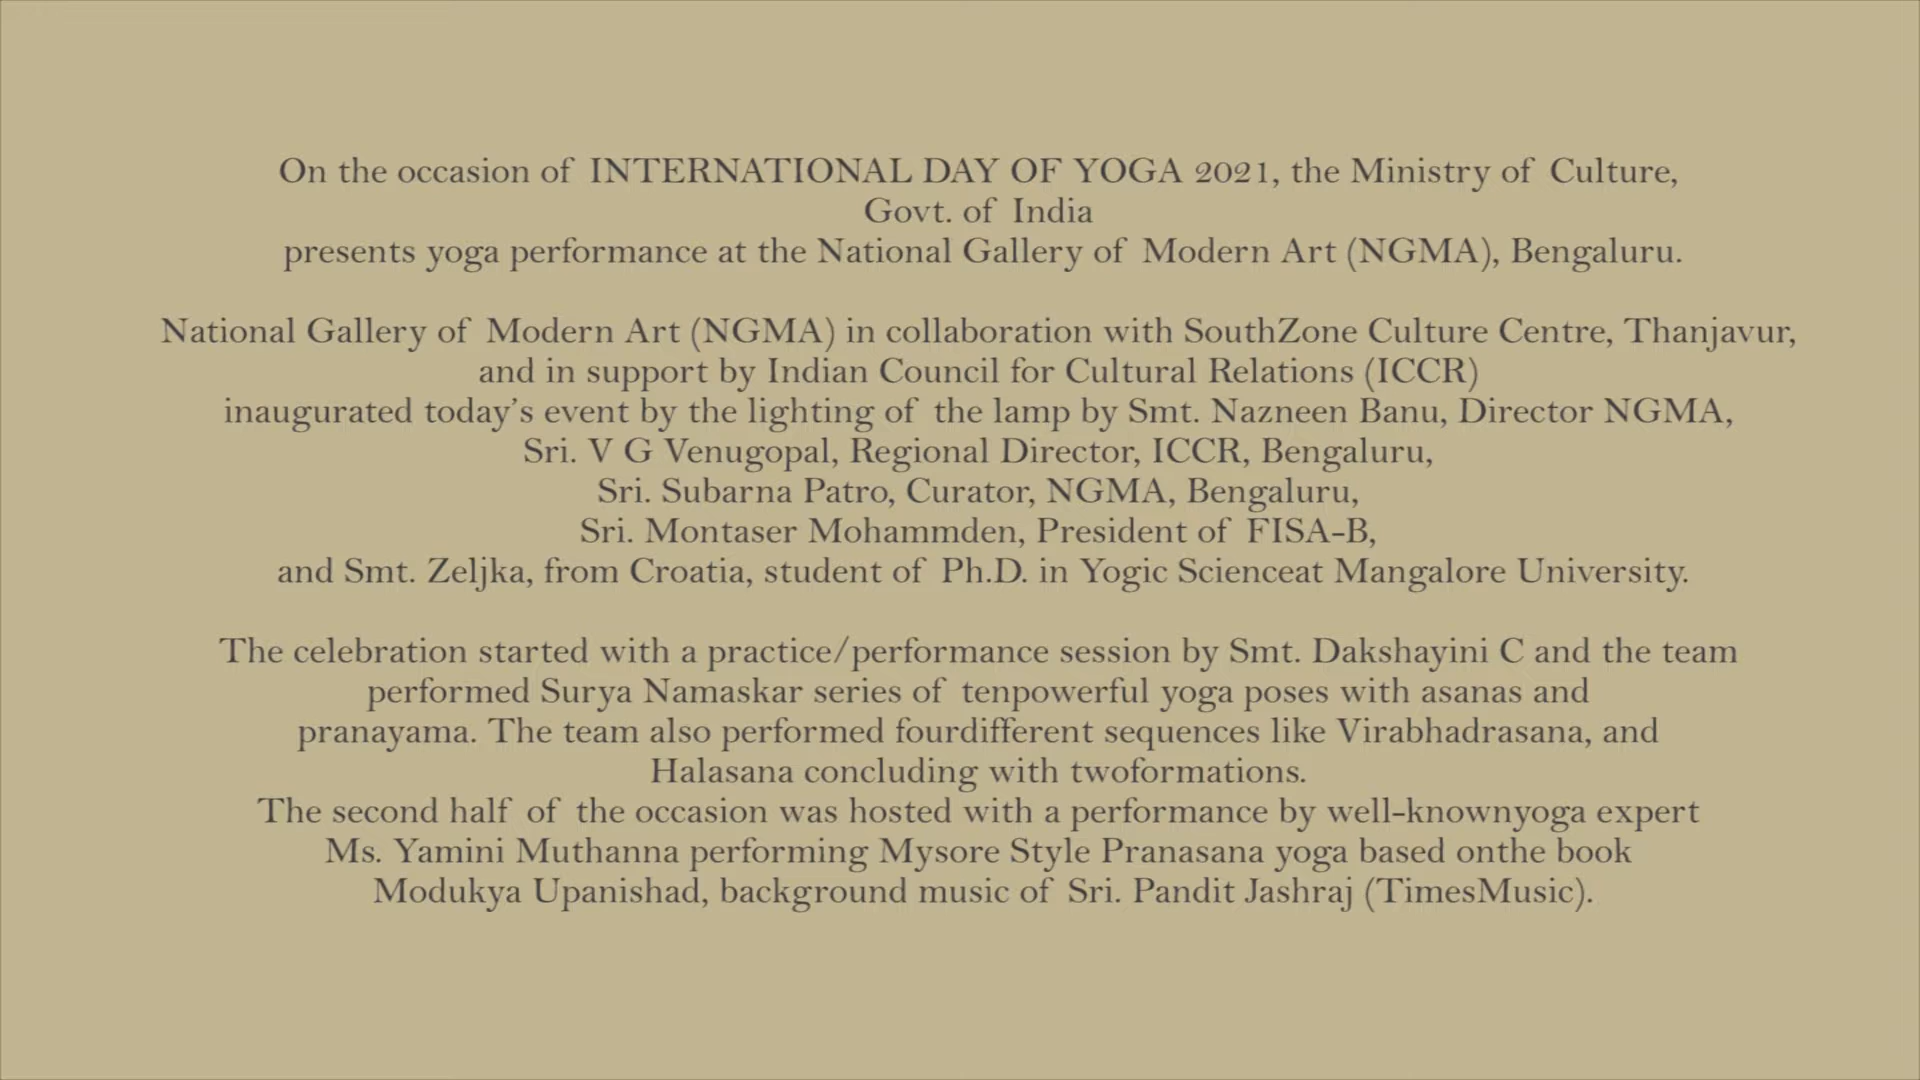 On the occasion of INTERNATIONAL DAY OF YOGA 2021, the Ministry of Culture,
Govt. of India
presents yoga performance at the National Gallery of Modern Art (NGMA), Bengaluru.
National Gallery of Modern Art (NGMA) in collaboration with SouthZone Culture Centre, Thanjavur,
and in support by Indian Council for Cultural Relations (ICCR)
inaugurated today's event by the lighting of the lamp by Smt. Nazneen Banu, Director NGMA,
Sri. V G Venugopal, Regional Director, ICCR, Bengaluru,
Sri. Subarna Patro, Curator, NGMA, Bengaluru,
Sri. Montaser Mohammden, President of FISA-B,
and Smt. Zeljka, from Croatia, student of Ph.D. in Yogic Scienceat Mangalore University.
The celebration started with a practice/performance session by Smt. Dakshayini C and the team
performed Surya Namaskar series of tenpowerful yoga poses with asanas and
pranayama. The team also performed fourdifferent sequences like Virabhadrasana, and
Halasana concluding with twoformations.
The second half of the occasion was hosted with a performance by well-knownyoga expert
Ms. Yamini Muthanna performing Mysore Style Pranasana yoga based onthe book
Modukya Upanishad, background music of Sri. Pandit Jashraj (TimesMusic).